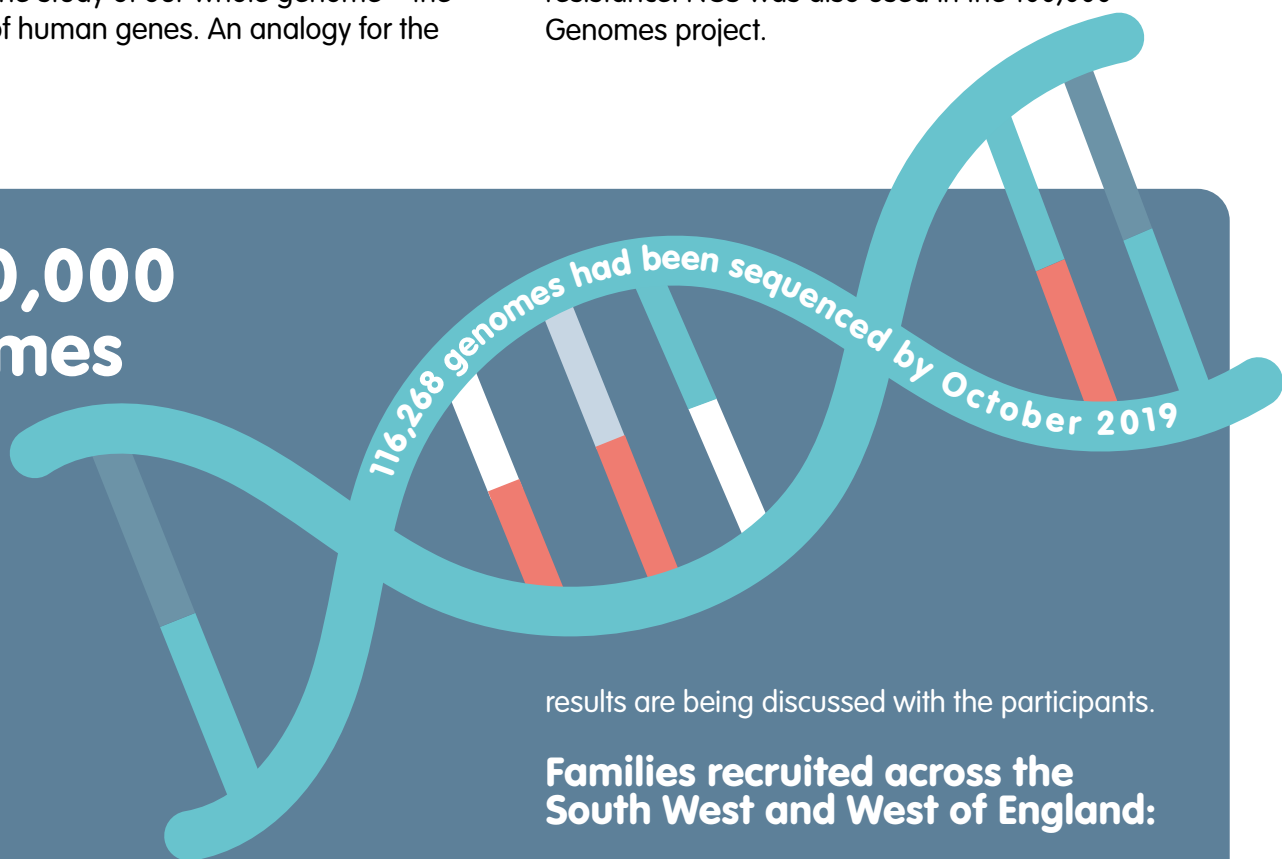 of human genes. An analogy for the
Genomes project.
0,000
mes
116,268 genomes had been sequenced by October 2019
results are being discussed with the participants.
Families recruited across the
South West and West of England: